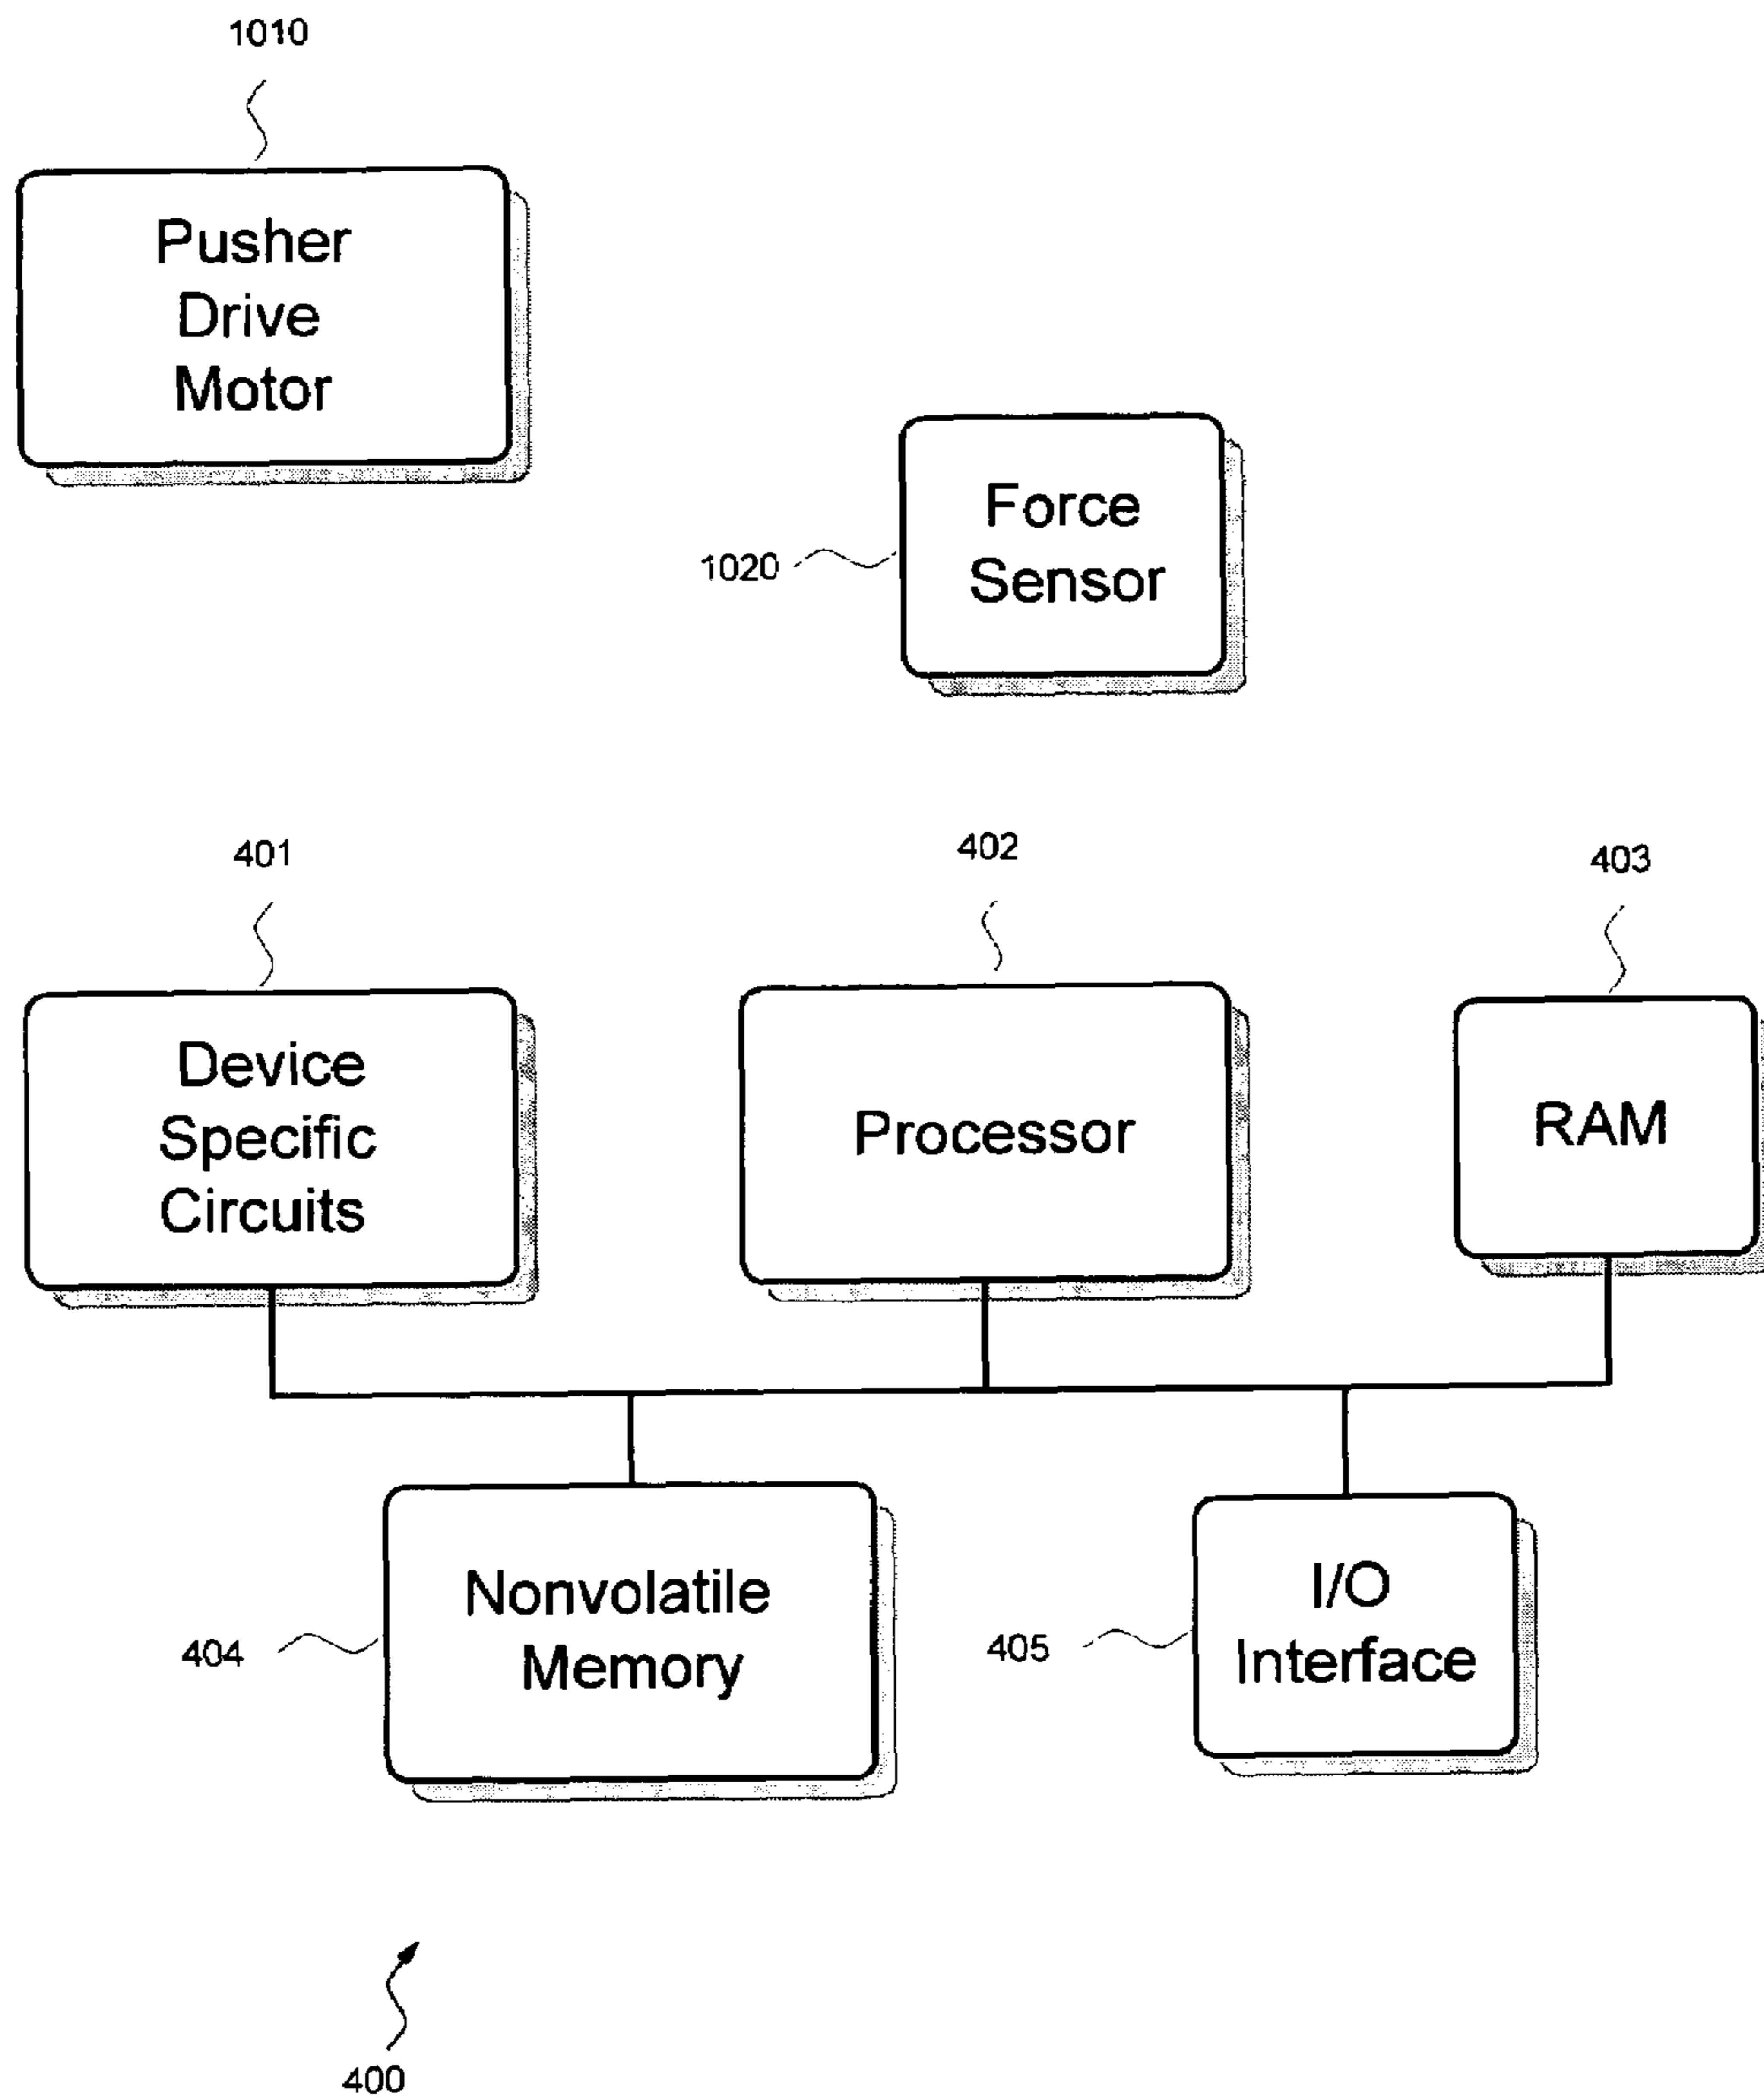 1010
Pusher
Drive
Motor
Force
Sensor
1020
401
402
403
Device
Specific
Circuits
Processor
RAM
Nonvolatile
Memory
404
I/O
Interface
405
400